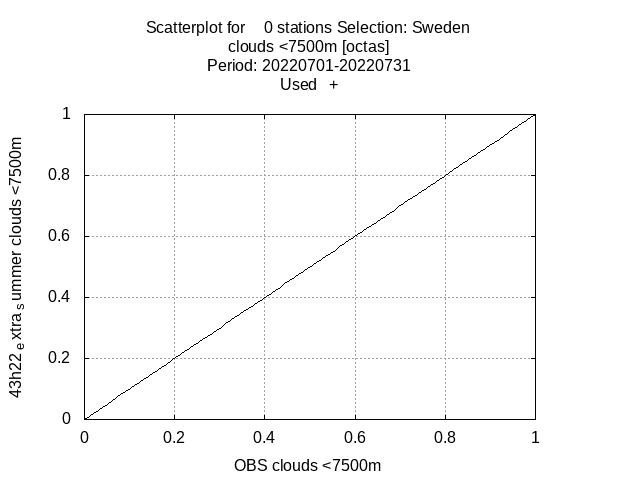 Scatterplot for    0 stations Selection: Sweden
clouds <7500m [octas]
Period: 20220701-20220731
Used  +
1
0.8
0.6
0.4
0.2
0
0 0.2 0.4 0.6 0.8 1
43h22 e xtra s ummer clouds <7500m
OBS clouds <7500m